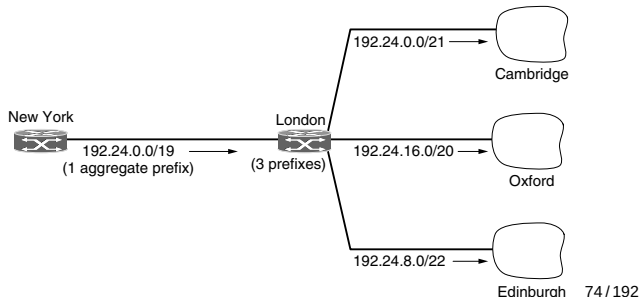 192.24.0.0/21
Cambridge
New York
London
192.24.0.0/19
(1 aggregate prefix)
(3 prefixes)
192.24.16.0/20
Oxford
192.24.8.0/22
Edinburgh
74/192